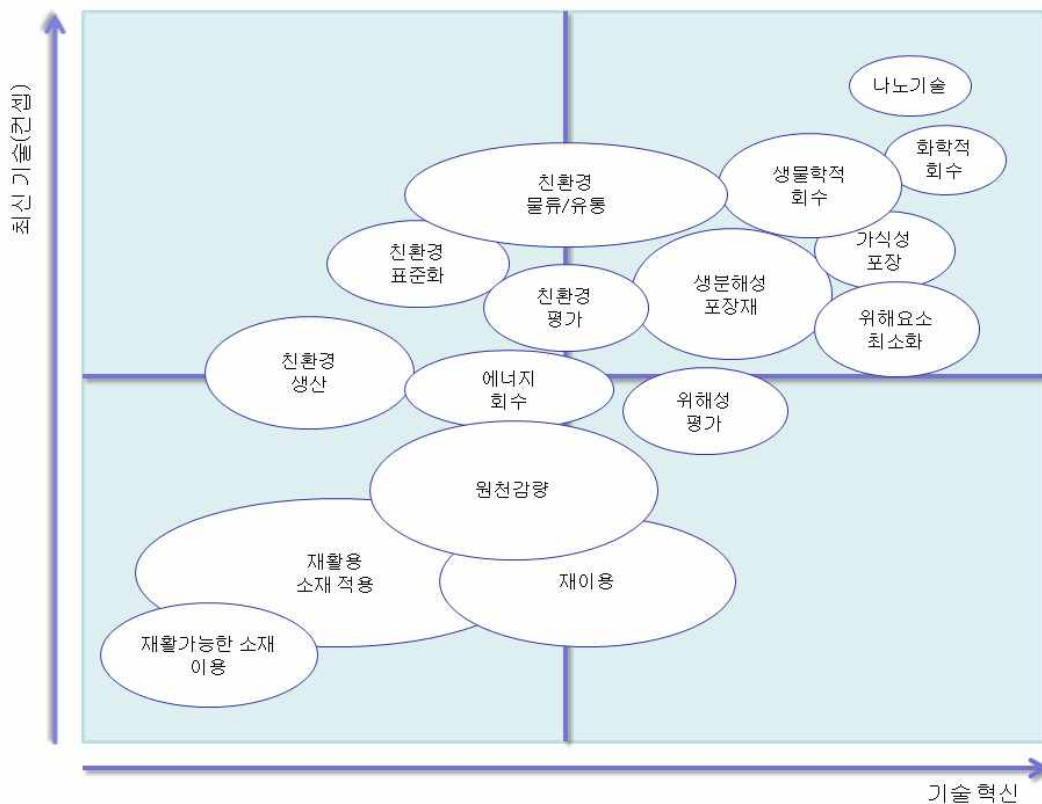 최신 기술(컨셉)
나노기술
화학적
회수
생물학적
회수
친환경
물류/유통
가식성
포장
친환경
표준화
친환경
평가
생분해성
포장재
위해요소
최소화
친환경
생산
에너지
회수
위해성
평가
원천감량
재활용
소재 적용
재이용
재활가능한 소재
이용
기술 혁신